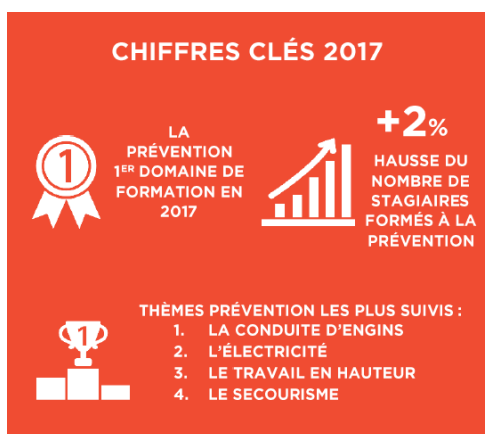 CHIFFRES CLÉS 2017
1
LA
PRÉVENTION
1ER DOMAINE DE
FORMATION EN
2017
+2%
HAUSSE DU
NOMBRE DE
STAGIAIRES
FORMÉS À LA
PRÉVENTION
1
THÈMES PRÉVENTION LES PLUS SUIVIS :
1. LA CONDUITE D'ENGINS
2. L'ÉLECTRICITÉ
3. LE TRAVAIL EN HAUTEUR
4. LE SECOURISME